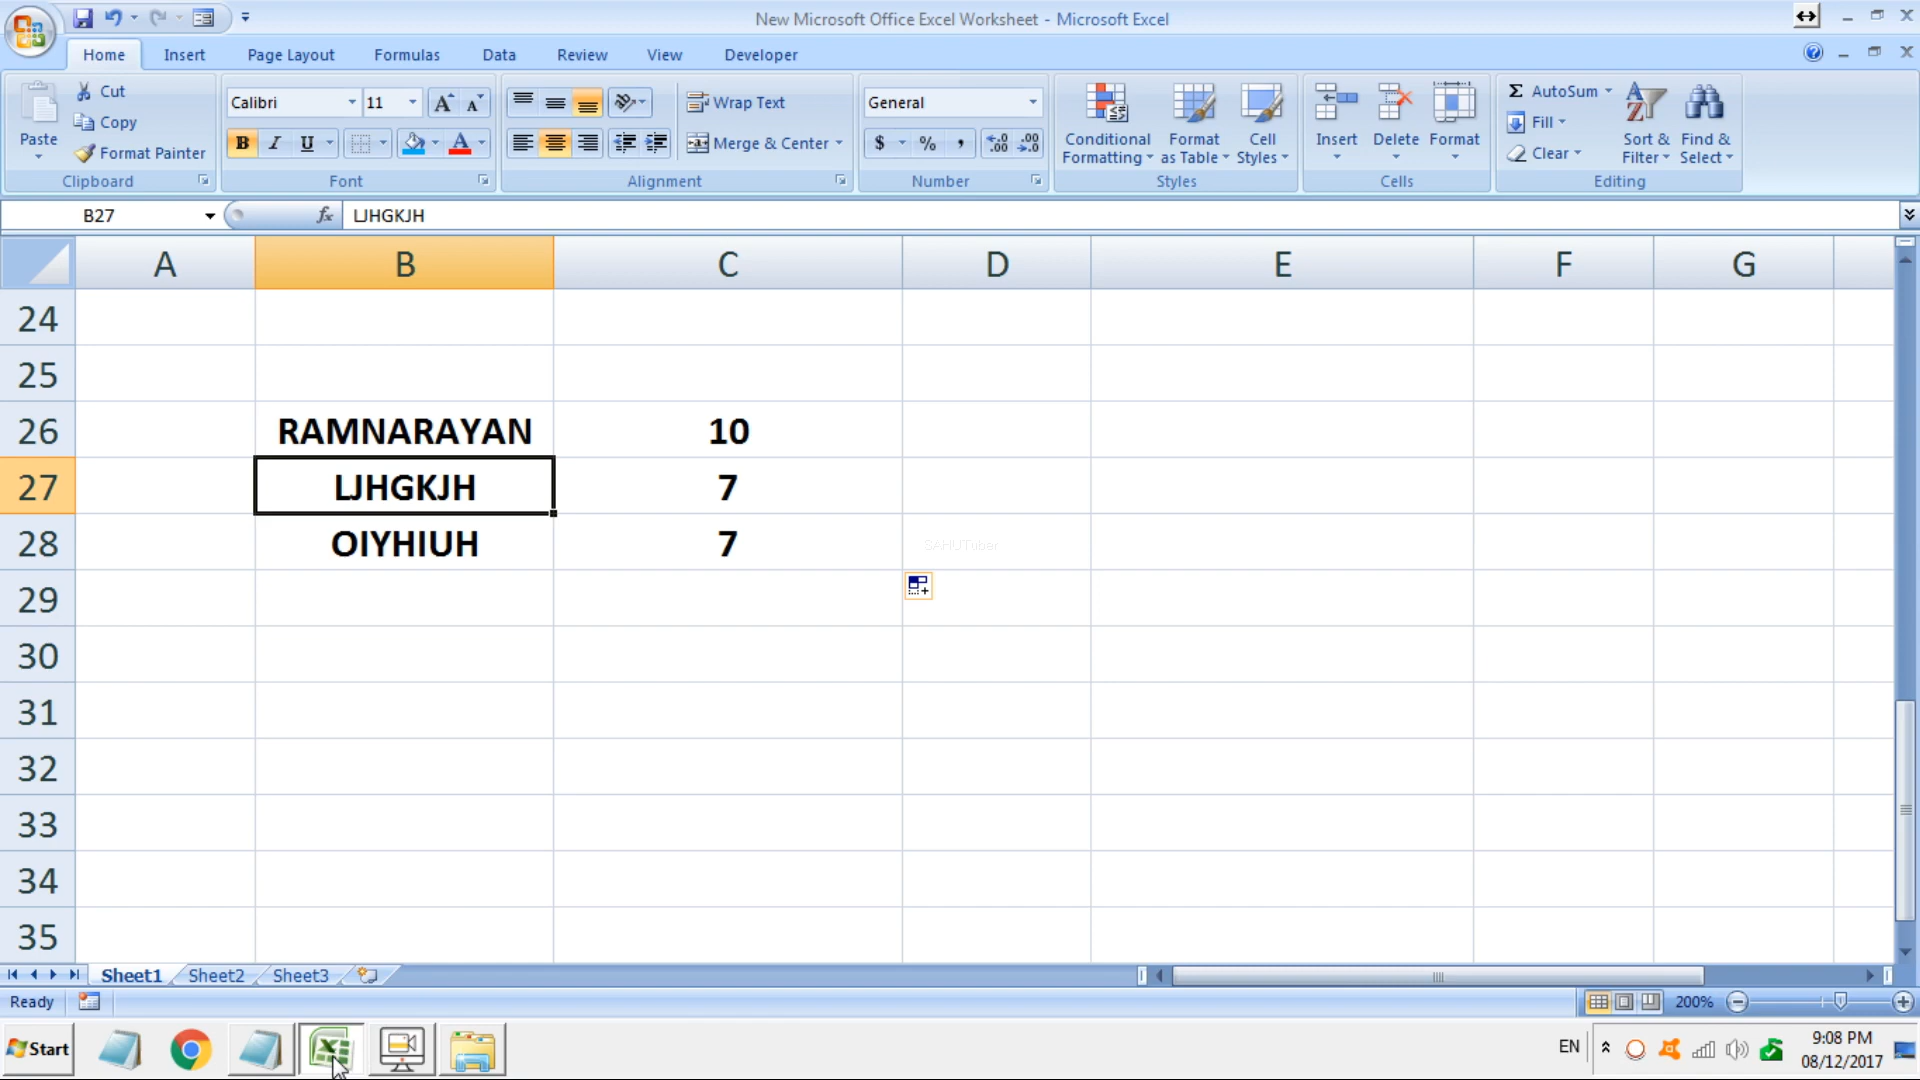 New Microsoft Office Excel Worksheet - Microsoft Excel
Home Insert Page Layout Formulas Data Review View Developer
Paste
Cut
Copy
Format Painter
Clipboard
Calibri 11
B I U
Font
Wrap Text
Merge & Center
Alignment
General
$ % ,
Number
Conditional Formatting
Format as Table
Cell Styles
Styles
Insert Delete Format
Cells
Σ AutoSum
Fill
Clear
Sort & Filter
Find & Select
Editing
B27 fx LJHGKJH
A B C D E F G
24
25
26 RAMNARAYAN 10
27 LJHGKJH 7
28 OIYHIUH 7
SAHUTuber
29
30
31
32
33
34
35
Sheet1 Sheet2 Sheet3
Ready 200%
Start EN 9:08 PM
08/12/2017